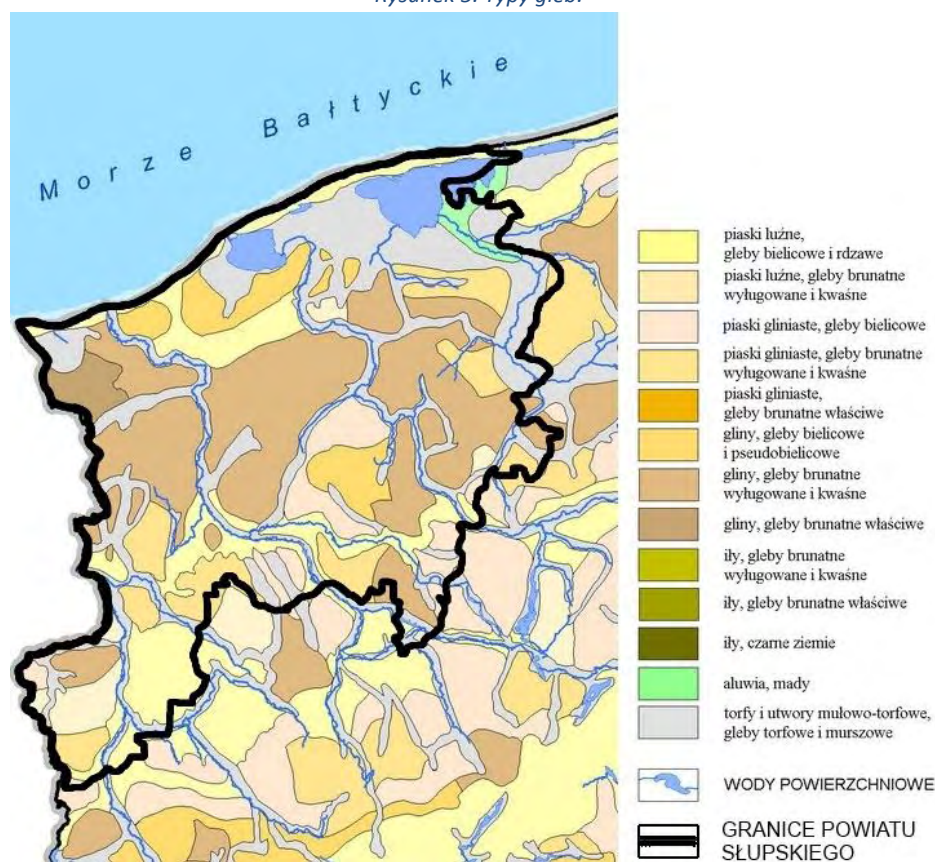 Rysunek 3. Typy gleb.
Morze Bałtyckie
piaski luźne,
gleby bielicowe i rdzawe
piaski luźne, gleby brunatne
wyługowane i kwaśne
piaski gliniaste, gleby bielicowe
piaski gliniaste, gleby brunatne
wyługowane i kwaśne
piaski gliniaste,
gleby brunatne właściwe
gliny, gleby bielicowe
i pseudobielicowe
gliny, gleby brunatne
wyługowane i kwaśne
gliny, gleby brunatne właściwe
iły, gleby brunatne
wyługowane i kwaśne
iły, gleby brunatne właściwe
iły, czarne ziemie
aluwia, mady
torfy i utwory mułowo-torfowe,
gleby torfowe i murszowe
WODY POWIERZCHNIOWE
GRANICE POWIATU
SŁUPSKIEGO